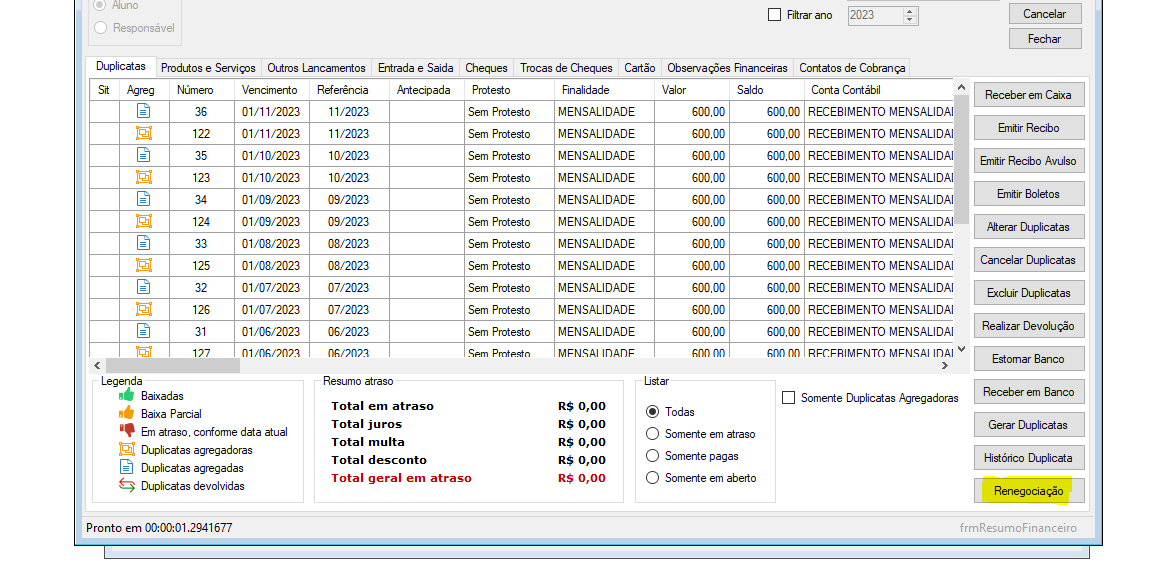 Aluno
Responsável
Filtrar ano 2023
Cancelar
Fechar
Duplicatas Produtos e Serviços Outros Lancamentos Entrada e Saida Cheques Trocas de Cheques Cartão Observações Financeiras Contatos de Cobrança
Sit Agreg Número Vencimento Referência Antecipada Protesto Finalidade Valor Saldo Conta Contábil
36 01/11/2023 11/2023 Sem Protesto MENSALIDADE 600,00 600,00 RECEBIMENTO MENSALIDA
122 01/11/2023 11/2023 Sem Protesto MENSALIDADE 600,00 600,00 RECEBIMENTO MENSALIDA
35 01/10/2023 10/2023 Sem Protesto MENSALIDADE 600,00 600,00 RECEBIMENTO MENSALIDA
123 01/10/2023 10/2023 Sem Protesto MENSALIDADE 600,00 600,00 RECEBIMENTO MENSALIDA
34 01/09/2023 09/2023 Sem Protesto MENSALIDADE 600,00 600,00 RECEBIMENTO MENSALIDA
124 01/09/2023 09/2023 Sem Protesto MENSALIDADE 600,00 600,00 RECEBIMENTO MENSALIDA
33 01/08/2023 08/2023 Sem Protesto MENSALIDADE 600,00 600,00 RECEBIMENTO MENSALIDA
125 01/08/2023 08/2023 Sem Protesto MENSALIDADE 600,00 600,00 RECEBIMENTO MENSALIDA
32 01/07/2023 07/2023 Sem Protesto MENSALIDADE 600,00 600,00 RECEBIMENTO MENSALIDA
126 01/07/2023 07/2023 Sem Protesto MENSALIDADE 600,00 600,00 RECEBIMENTO MENSALIDA
31 01/06/2023 06/2023 Sem Protesto MENSALIDADE 600,00 600,00 RECEBIMENTO MENSALIDA
127 01/06/2023 06/2023 Sem Protesto MENSALIDADE 600,00 600,00 RECEBIMENTO MENSALIDA
Receber em Caixa
Emitir Recibo
Emitir Recibo Avulso
Emitir Boletos
Alterar Duplicatas
Cancelar Duplicatas
Excluir Duplicatas
Realizar Devolução
Estornar Banco
Receber em Banco
Gerar Duplicatas
Histórico Duplicata
Renegociação
Legenda
Baixadas
Baixa Parcial
Em atraso, conforme data atual
Duplicatas agregadoras
Duplicatas agregadas
Duplicatas devolvidas
Resumo atraso
Total em atraso R$ 0,00
Total juros R$ 0,00
Total multa R$ 0,00
Total desconto R$ 0,00
Total geral em atraso R$ 0,00
Listar
Todas
Somente em atraso
Somente pagas
Somente em aberto
Somente Duplicatas Agregadoras
Pronto em 00:00:01.2941677
frmResumoFinanceiro